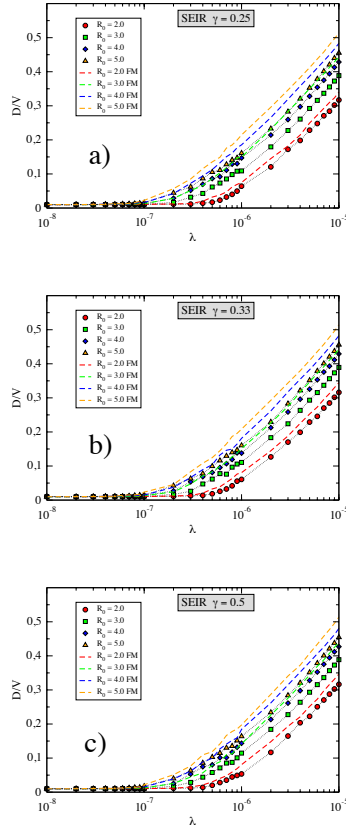 a)
SEIR γ = 0.25
R₀ = 2.0
R₀ = 3.0
R₀ = 4.0
R₀ = 5.0
R₀ = 2.0 FM
R₀ = 3.0 FM
R₀ = 4.0 FM
R₀ = 5.0 FM
D/V
0.5
0.4
0.3
0.2
0.1
0
10⁻⁸
10⁻⁷
10⁻⁶
10⁻⁵
λ
b)
SEIR γ = 0.33
R₀ = 2.0
R₀ = 3.0
R₀ = 4.0
R₀ = 5.0
R₀ = 2.0 FM
R₀ = 3.0 FM
R₀ = 4.0 FM
R₀ = 5.0 FM
D/V
0.5
0.4
0.3
0.2
0.1
0
10⁻⁸
10⁻⁷
10⁻⁶
10⁻⁵
λ
c)
SEIR γ = 0.5
R₀ = 2.0
R₀ = 3.0
R₀ = 4.0
R₀ = 5.0
R₀ = 2.0 FM
R₀ = 3.0 FM
R₀ = 4.0 FM
R₀ = 5.0 FM
D/V
0.5
0.4
0.3
0.2
0.1
0
10⁻⁸
10⁻⁷
10⁻⁶
10⁻⁵
λ